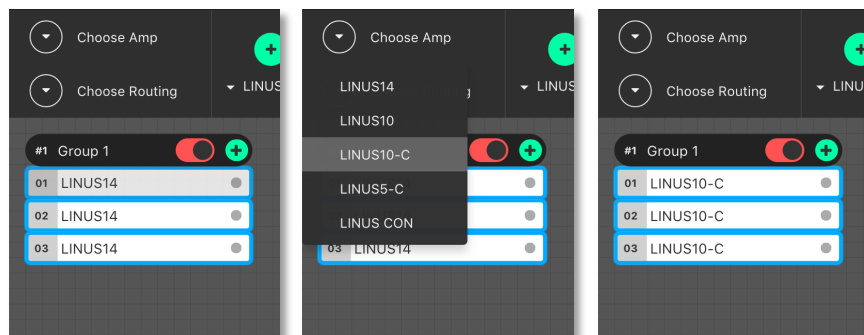 Choose Amp
Choose Routing
LINUS
#1 Group 1
01 LINUS14
02 LINUS14
03 LINUS14
Choose Amp
LINUS14
LINUS10
LINUS10-C
LINUS5-C
LINUS CON
LINUS
03 LINUS14
Choose Amp
Choose Routing
LINU
#1 Group 1
01 LINUS10-C
02 LINUS10-C
03 LINUS10-C